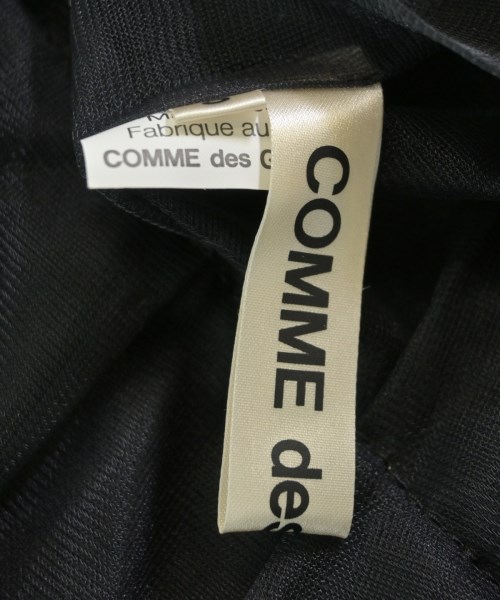 M
Fabrique au
COMME des G
COMME des